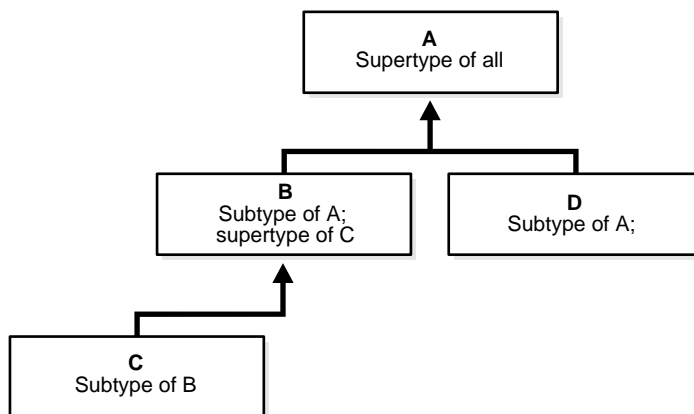 A
Supertype of all
B
Subtype of A;
supertype of C
D
Subtype of A;
C
Subtype of B